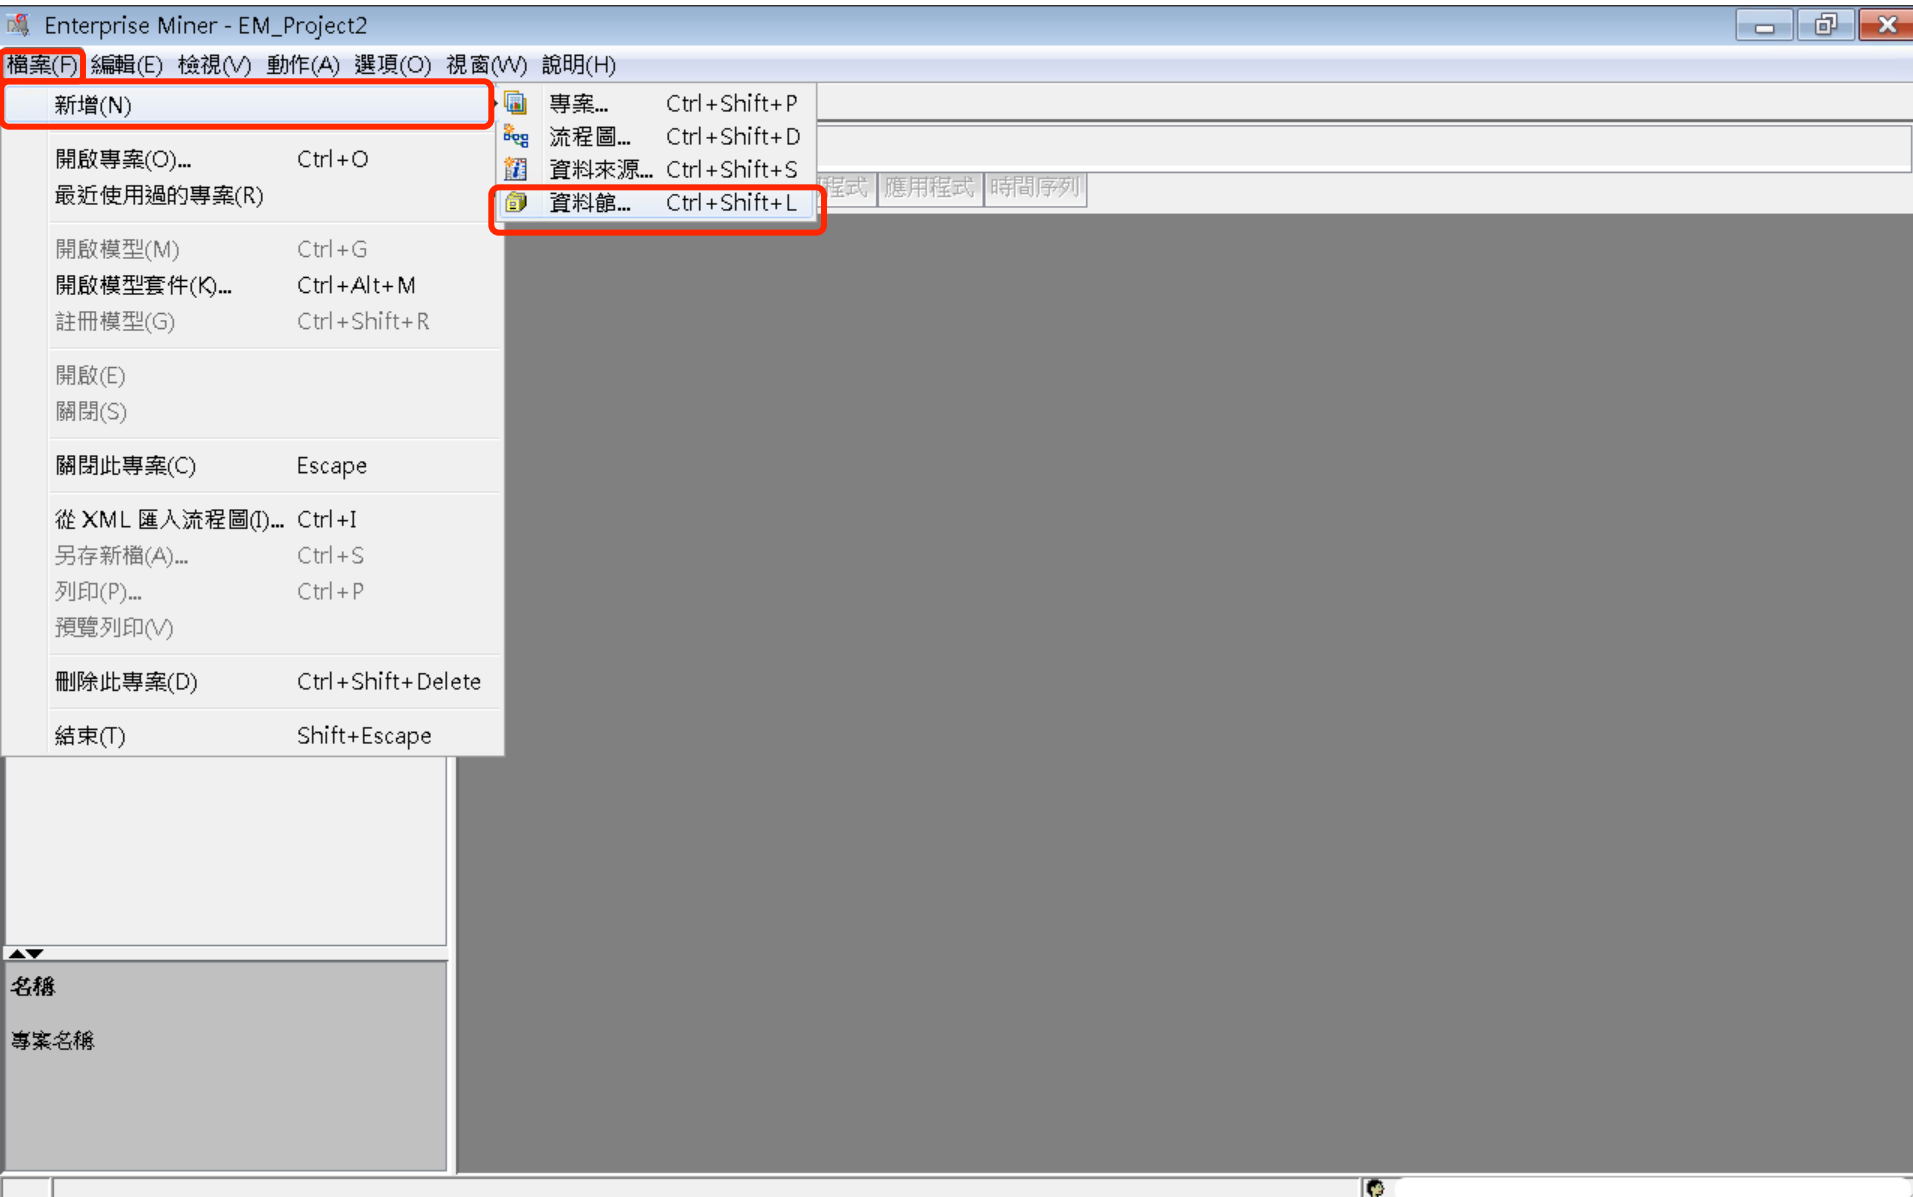 Enterprise Miner - EM_Project2
檔案(F) 編輯(E) 檢視(V) 動作(A) 選項(O) 視窗(W) 說明(H)
新增(N)
專案... Ctrl+Shift+P
流程圖... Ctrl+Shift+D
資料來源... Ctrl+Shift+S
資料館... Ctrl+Shift+L
程式 應用程式 時間序列
開啟專案(O)... Ctrl+O
最近使用過的專案(R)
開啟模型(M) Ctrl+G
開啟模型套件(K)... Ctrl+Alt+M
註冊模型(G) Ctrl+Shift+R
開啟(E)
關閉(S)
關閉此專案(C) Escape
從 XML 匯入流程圖(I)... Ctrl+I
另存新檔(A)... Ctrl+S
列印(P)... Ctrl+P
預覽列印(V)
刪除此專案(D) Ctrl+Shift+Delete
結束(T) Shift+Escape
名稱
專案名稱